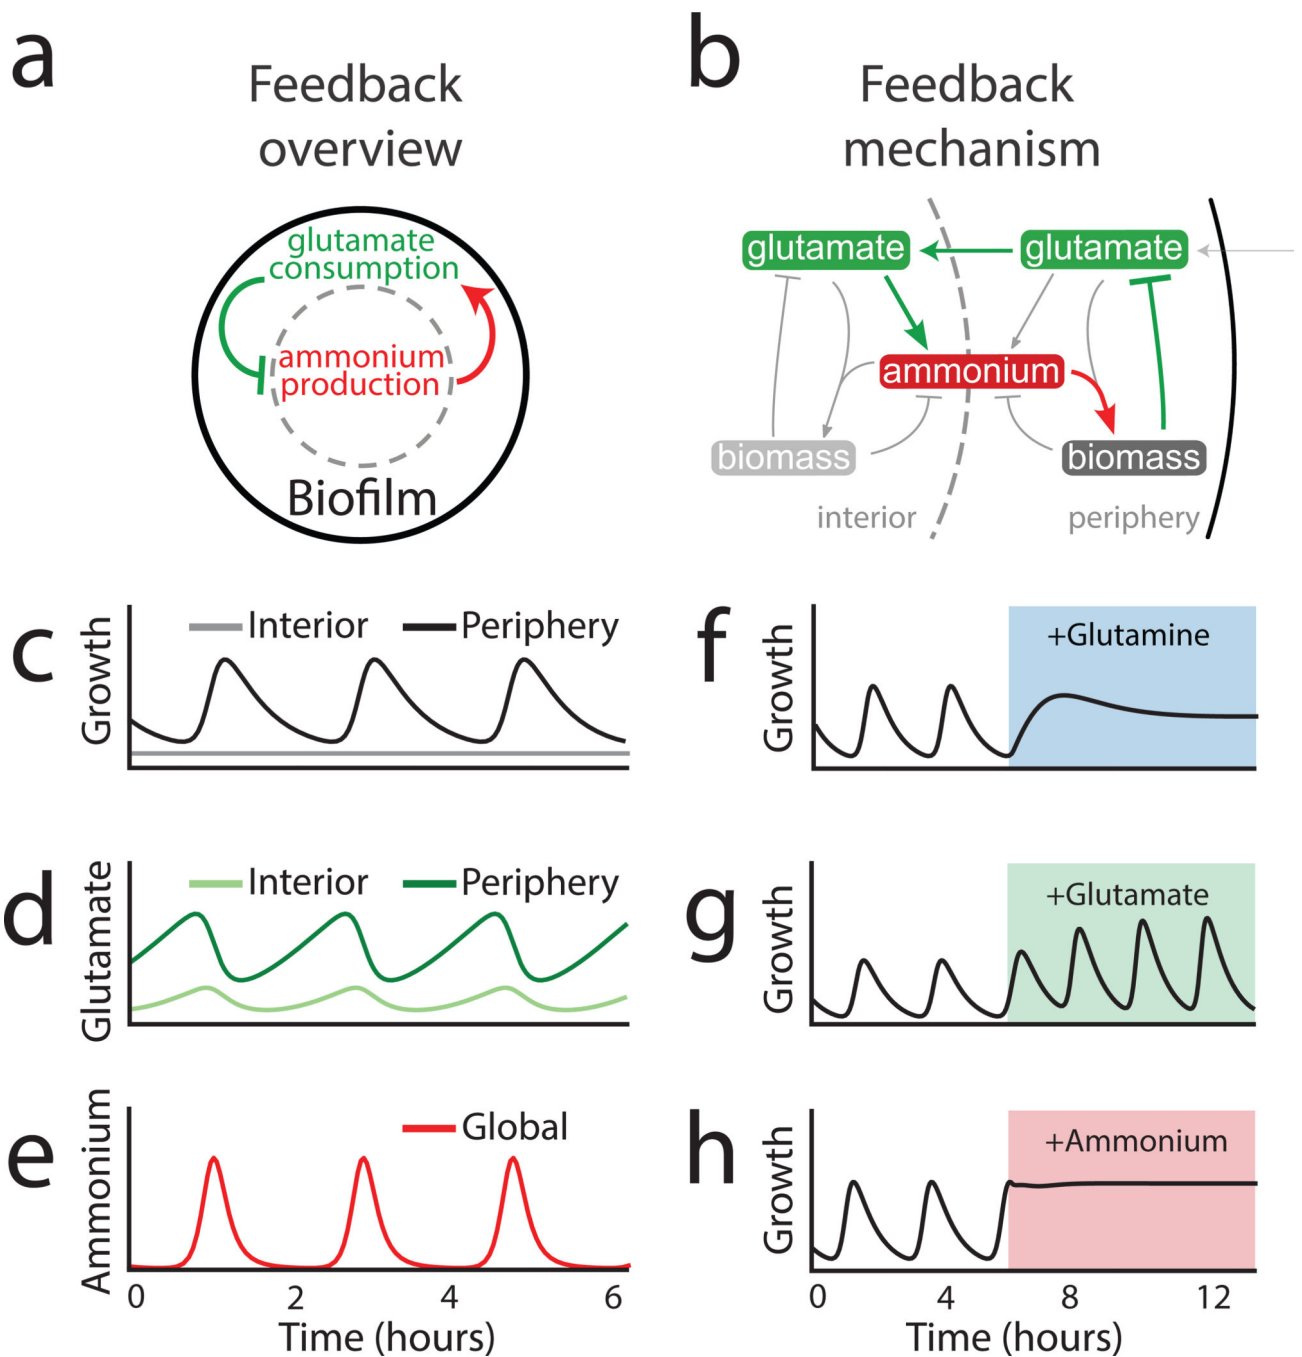 a
Feedback
overview
glutamate
consumption
ammonium
production
Biofilm
b
Feedback
mechanism
glutamate
glutamate
ammonium
biomass
biomass
interior
periphery
c
Growth
Interior
Periphery
d
Glutamate
Interior
Periphery
e
Ammonium
Global
0
2
4
6
Time (hours)
f
Growth
+Glutamine
g
Growth
+Glutamate
h
Growth
+Ammonium
0
4
8
12
Time (hours)